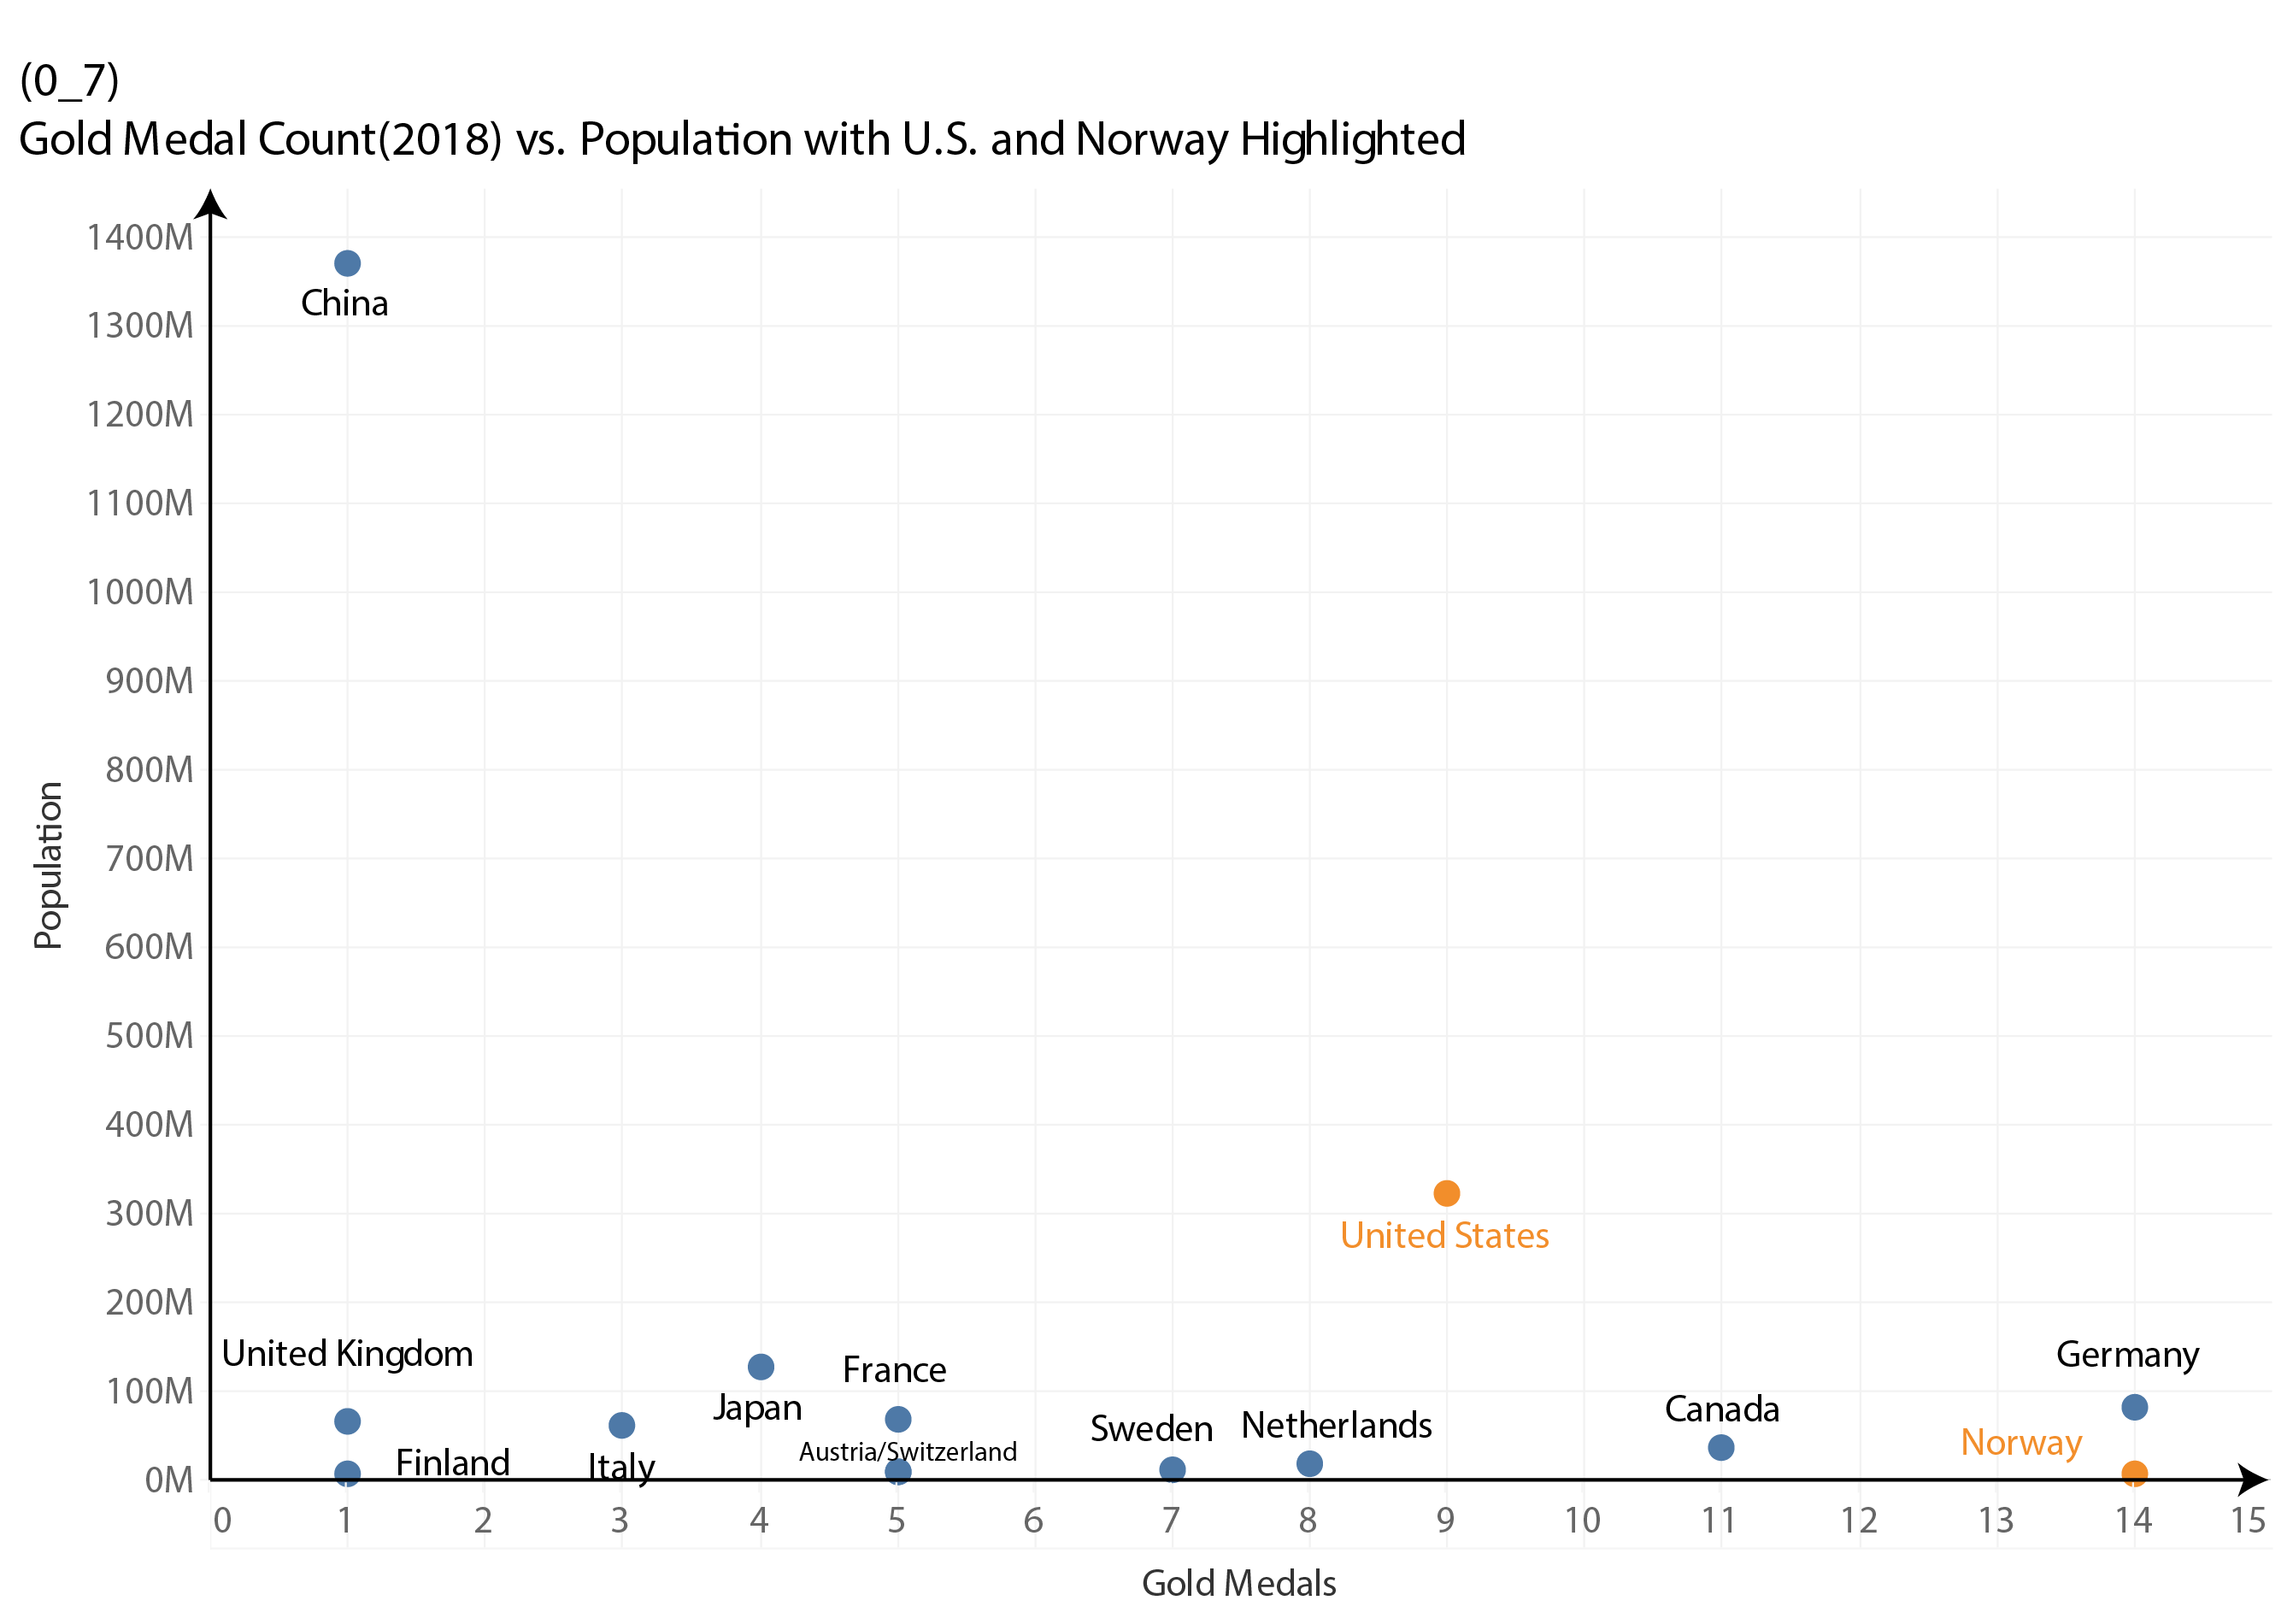 (0_7)
Gold Medal Count(2018) vs. Population with U.S. and Norway Highlighted
1400M
China
1300M
1200M
1100M
1000M
900M
800M
700M
Population
600M
500M
400M
300M
United States
200M
United Kingdom
Germany
France
100M
Japan
Canada
Sweden
Netherlands
Norway
Austria/Switzerland
Finland
Italy
0M
0 1 2 3 4 5 6 7 8 9 10 11 12 13 14 15
Gold Medals